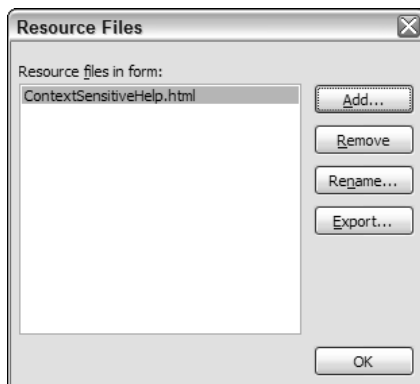 Resource Files
Resource files in form:
ContextSensitiveHelp.html
Add...
Remove
Rename...
Export...
OK